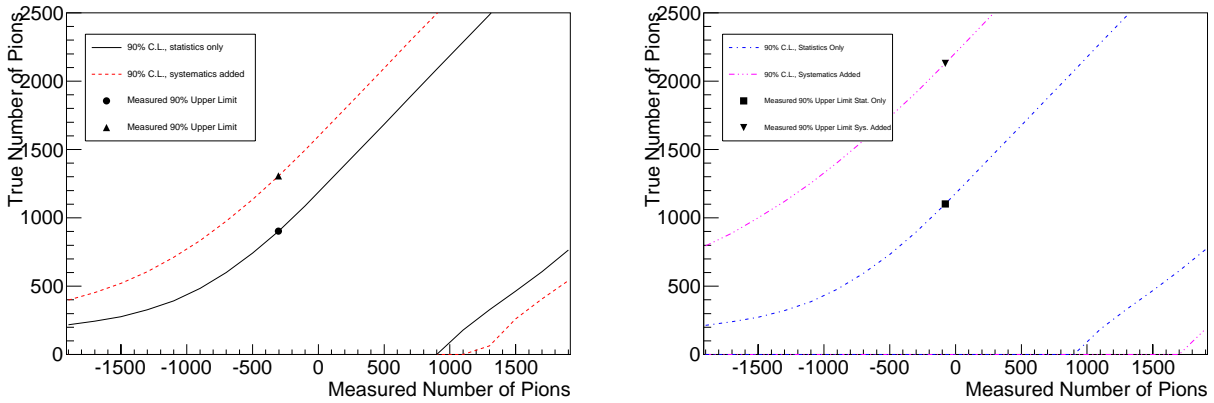 True Number of Pions
2500
2000
1500
1000
500
0
90% C.L., statistics only
90% C.L., systematics added
Measured 90% Upper Limit
Measured 90% Upper Limit
-1500 -1000 -500 0 500 1000 1500
Measured Number of Pions
True Number of Pions
2500
2000
1500
1000
500
0
90% C.L., Statistics Only
90% C.L., Systematics Added
Measured 90% Upper Limit Stat. Only
Measured 90% Upper Limit Sys. Added
-1500 -1000 -500 0 500 1000 1500
Measured Number of Pions